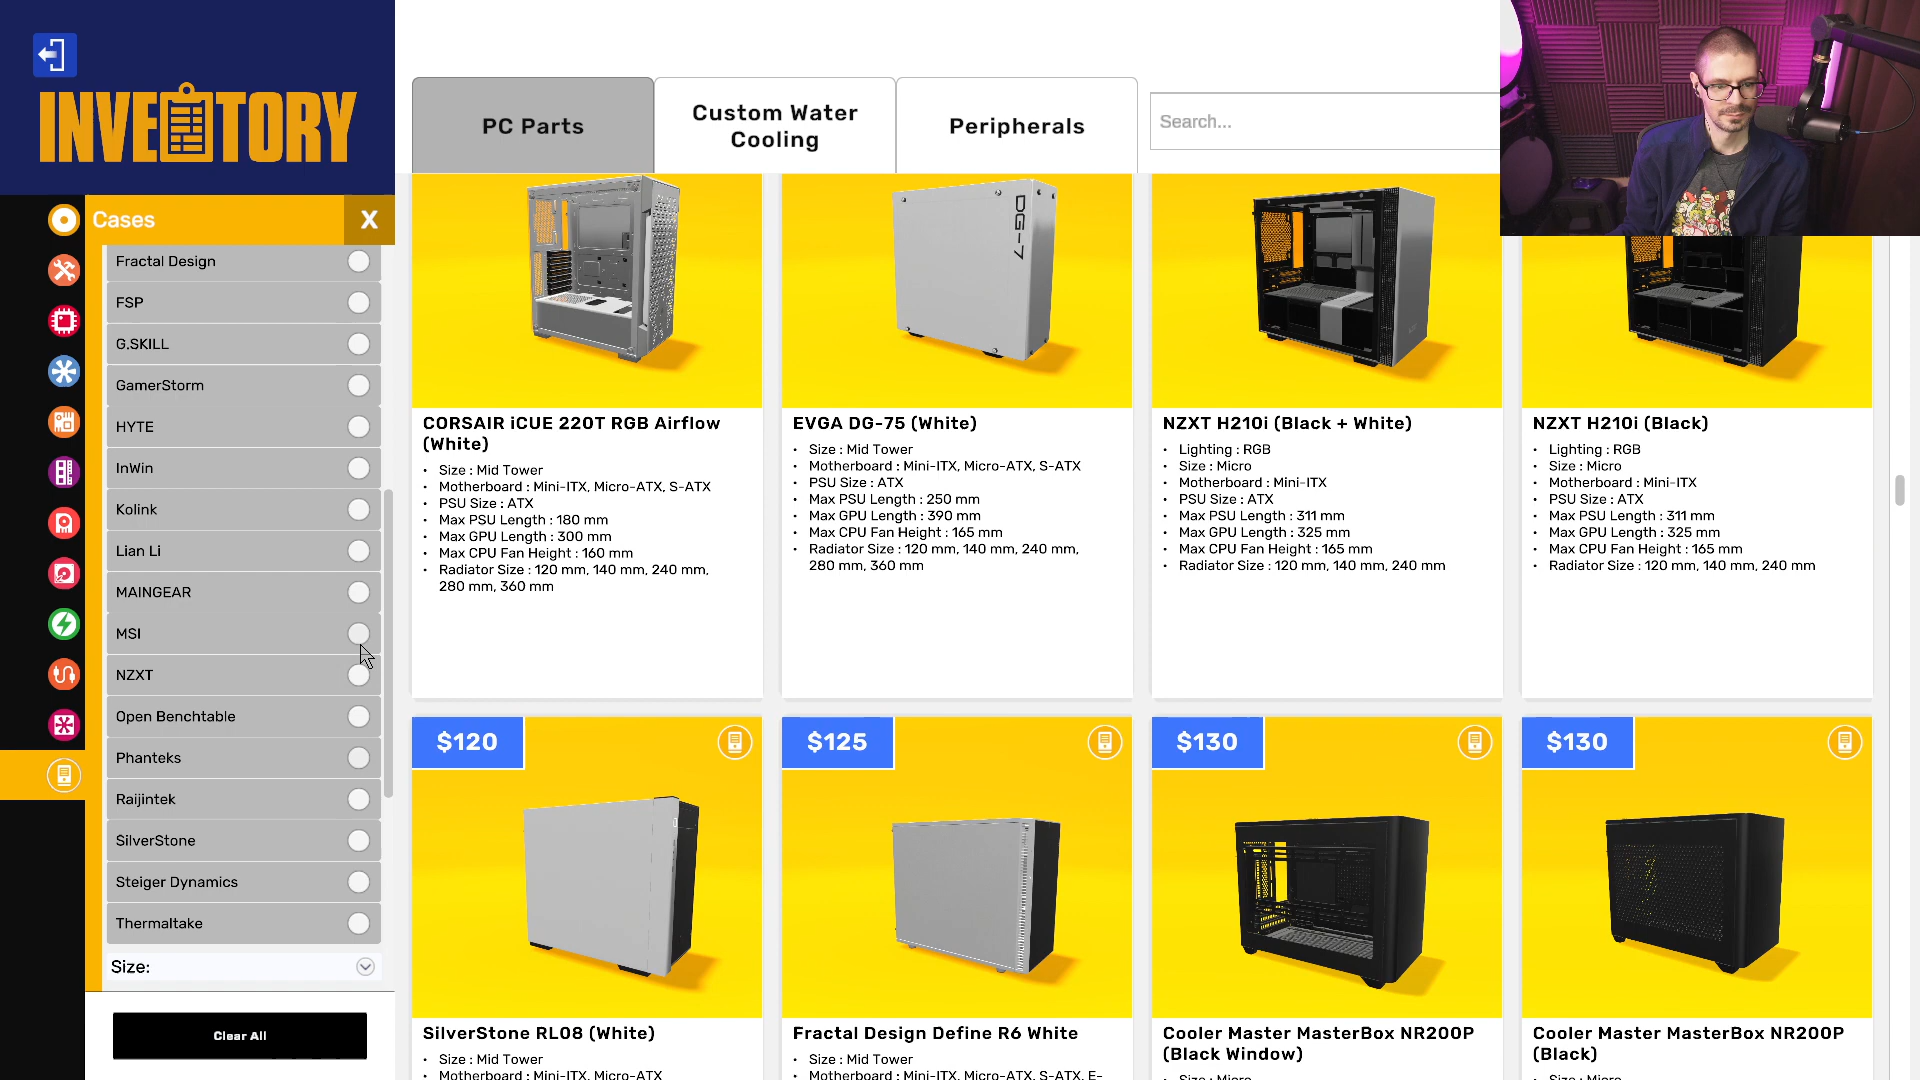 INVENTORY
PC Parts
Custom Water
Cooling
Peripherals
Search...
Cases
X
Fractal Design
FSP
G.SKILL
GamerStorm
HYTE
InWin
Kolink
Lian Li
MAINGEAR
MSI
NZXT
Open Benchtable
Phanteks
Raijintek
SilverStone
Steiger Dynamics
Thermaltake
Size:
Clear All
CORSAIR iCUE 220T RGB Airflow
(White)
• Size : Mid Tower
• Motherboard : Mini-ITX, Micro-ATX, S-ATX
• PSU Size : ATX
• Max PSU Length : 180 mm
• Max GPU Length : 300 mm
• Max CPU Fan Height : 160 mm
• Radiator Size : 120 mm, 140 mm, 240 mm,
280 mm, 360 mm
DG-7
EVGA DG-75 (White)
• Size : Mid Tower
• Motherboard : Mini-ITX, Micro-ATX, S-ATX
• PSU Size : ATX
• Max PSU Length : 250 mm
• Max GPU Length : 390 mm
• Max CPU Fan Height : 165 mm
• Radiator Size : 120 mm, 140 mm, 240 mm,
280 mm, 360 mm
NZXT H210i (Black + White)
• Lighting : RGB
• Size : Micro
• Motherboard : Mini-ITX
• PSU Size : ATX
• Max PSU Length : 311 mm
• Max GPU Length : 325 mm
• Max CPU Fan Height : 165 mm
• Radiator Size : 120 mm, 140 mm, 240 mm
NZXT H210i (Black)
• Lighting : RGB
• Size : Micro
• Motherboard : Mini-ITX
• PSU Size : ATX
• Max PSU Length : 311 mm
• Max GPU Length : 325 mm
• Max CPU Fan Height : 165 mm
• Radiator Size : 120 mm, 140 mm, 240 mm
$120
SilverStone RL08 (White)
• Size : Mid Tower
• Motherboard : Mini-ITX, Micro-ATX
$125
Fractal Design Define R6 White
• Size : Mid Tower
• Motherboard : Mini-ITX, Micro-ATX, S-ATX, E-
$130
Cooler Master MasterBox NR200P
(Black Window)
• Size : Micro
$130
Cooler Master MasterBox NR200P
(Black)
• Size : Micro